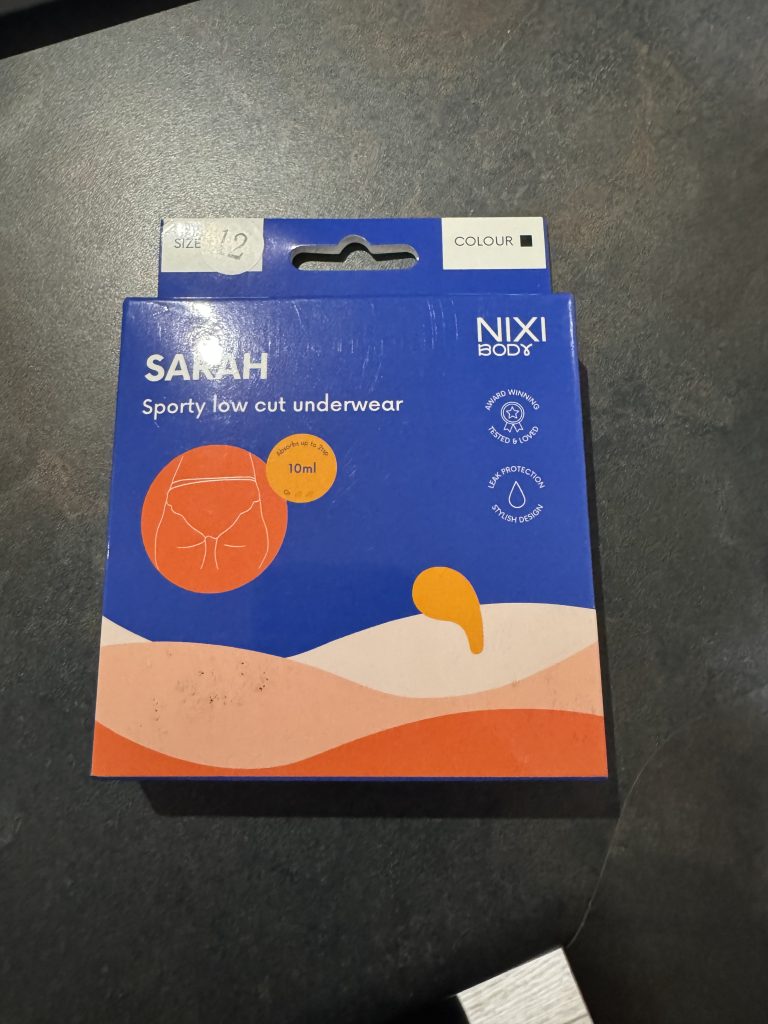 SIZE 12
COLOUR
NIXI
BODY
SARAH
Sporty low cut underwear
AWARD WINNING
TESTED & LOVED
Absorbs up to 2tsp
10ml
LEAK PROTECTION
STYLISH DESIGN